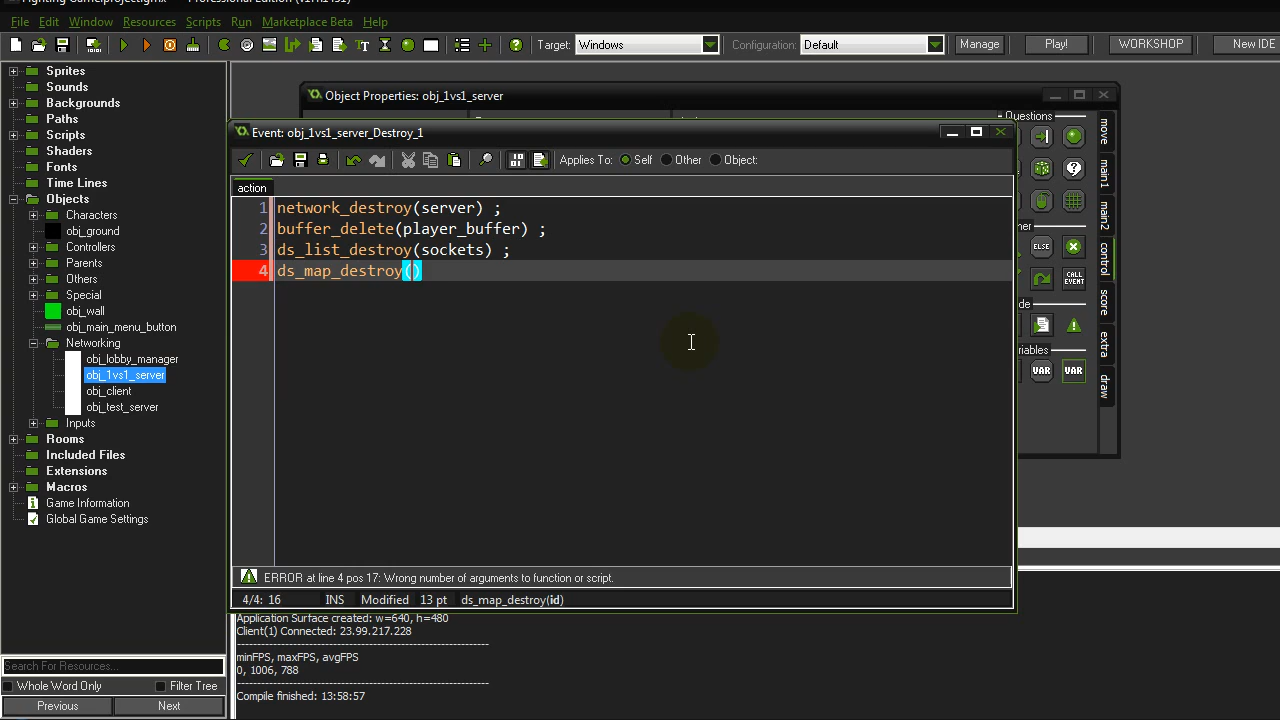 File Edit Window Resources Scripts Run Marketplace Beta Help
Target: Windows Configuration: Default Manage Play! WORKSHOP New IDE
Sprites
Sounds
Backgrounds
Paths
Scripts
Shaders
Fonts
Time Lines
Objects
Characters
obj_ground
Controllers
Parents
Others
Special
obj_wall
obj_main_menu_button
Networking
obj_lobby_manager
obj_1vs1_server
obj_client
obj_test_server
Inputs
Rooms
Included Files
Extensions
Macros
Game Information
Global Game Settings
Search For Resources...
Whole Word Only Filter Tree
Previous Next
Object Properties: obj_1vs1_server
Questions
ELSE
CALL EVENT
VAR VAR
move
main1
main2
control
score
extra
draw
Event: obj_1vs1_server_Destroy_1
Applies To: Self Other Object:
action
1 network_destroy(server) ;
2 buffer_delete(player_buffer) ;
3 ds_list_destroy(sockets) ;
4 ds_map_destroy()
ERROR at line 4 pos 17: Wrong number of arguments to function or script.
4/4: 16 INS Modified 13 pt ds_map_destroy(id)
Application Surface created: w=640, h=480
Client(1) Connected: 23.99.217.228
minFPS, maxFPS, avgFPS
0, 1006, 788
Compile finished: 13:58:57